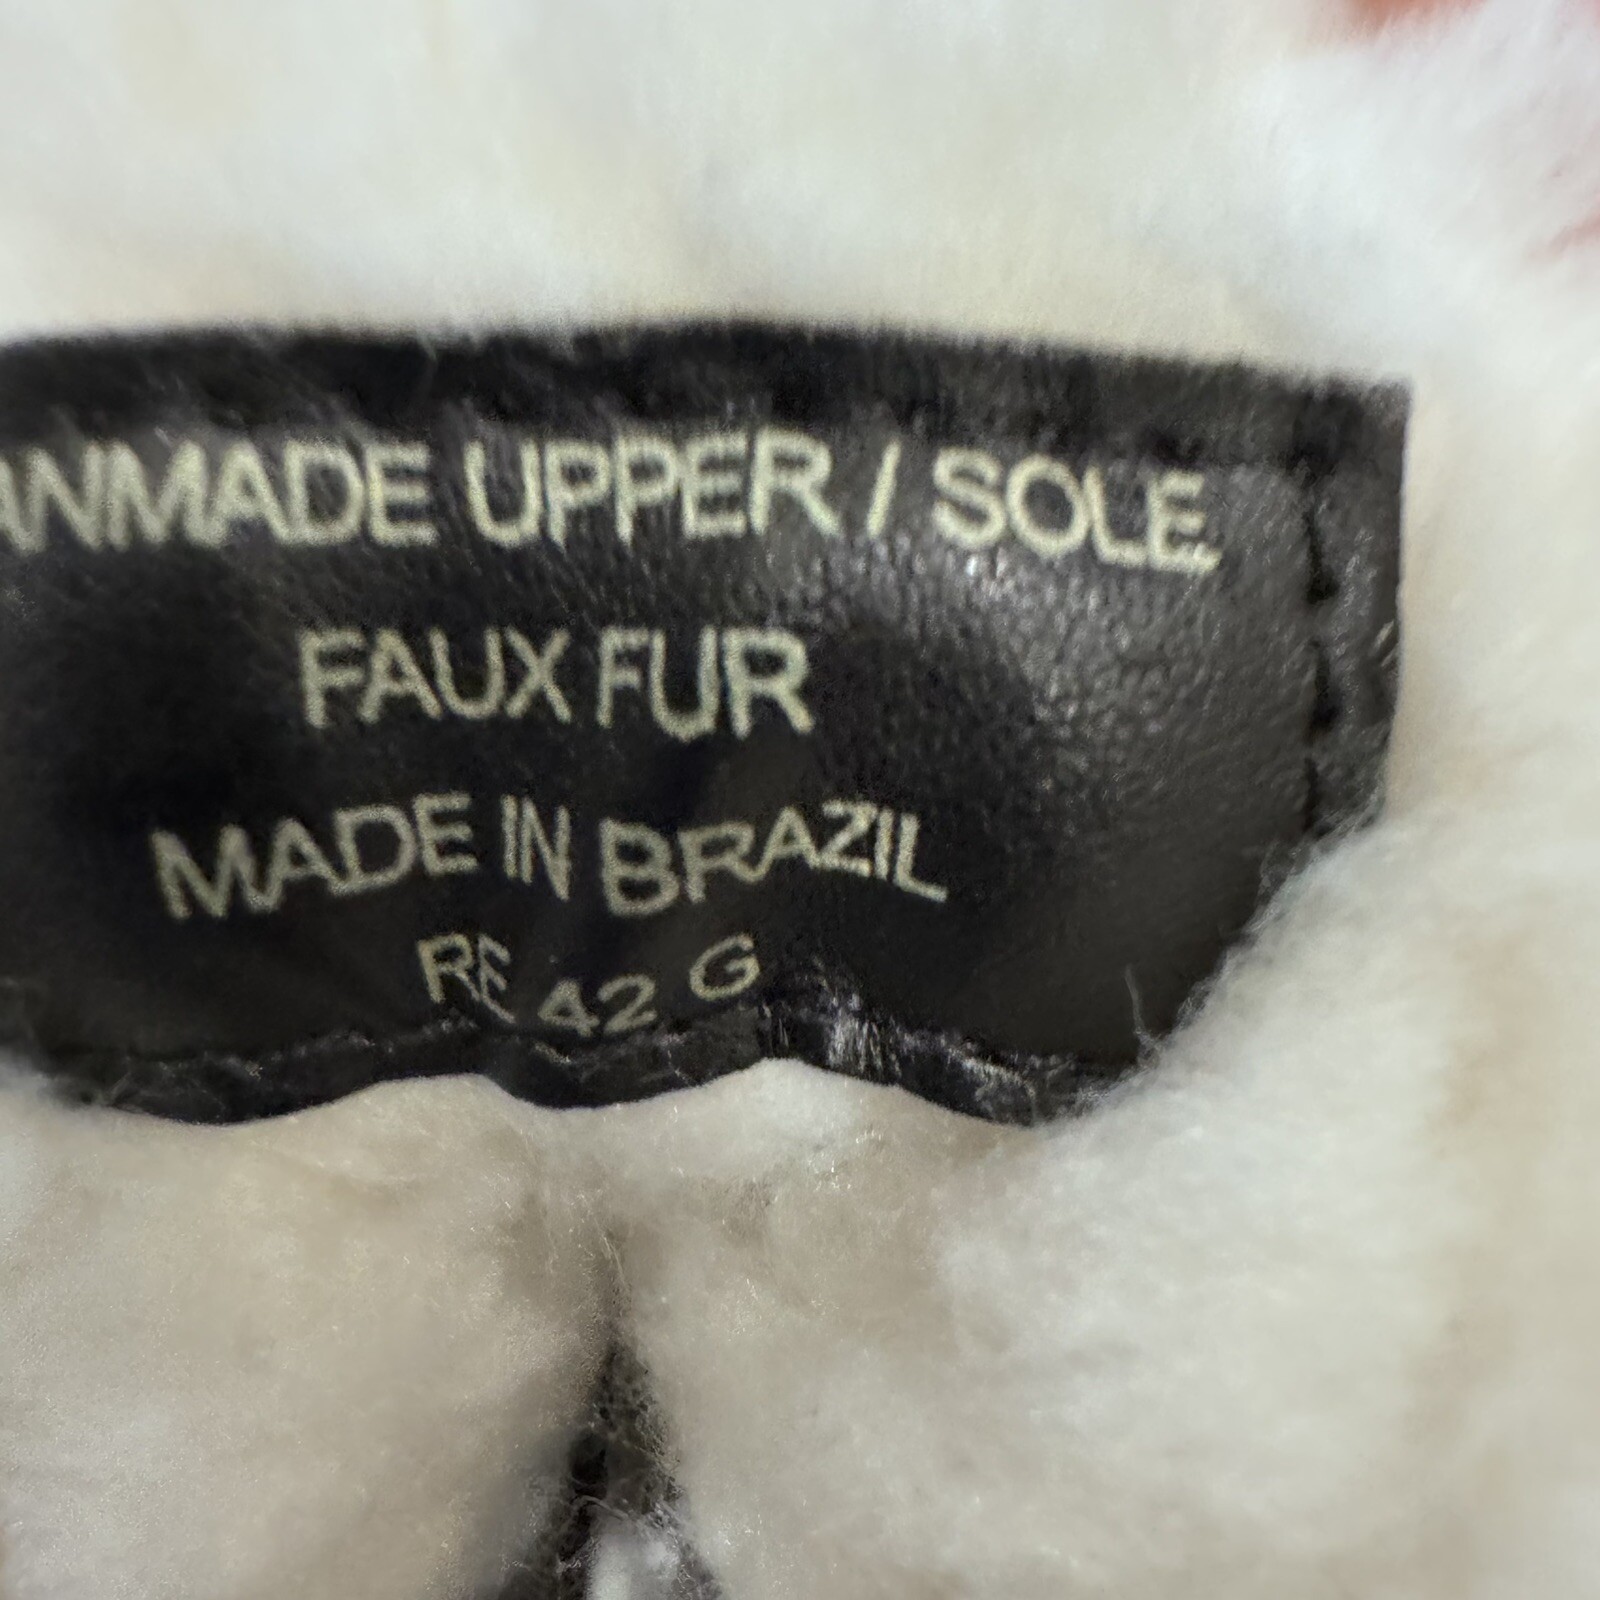 ANMADE UPPER / SOLE
FAUX FUR
MADE IN BRAZIL
RE 42 G